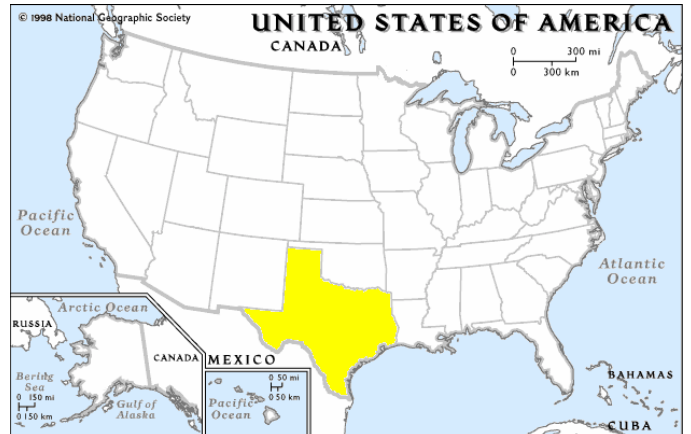 © 1998 National Geographic Society
UNITED STATES OF AMERICA
CANADA
0 300 mi
0 300 km
Pacific
Ocean
Atlantic
Ocean
Arctic Ocean
RUSSIA
CANADA
MEXICO
Bering
Sea
0 150 mi
0 150 km
Gulf of
Alaska
0 50 mi
0 50 km
Pacific
Ocean
BAHAMAS
CUBA